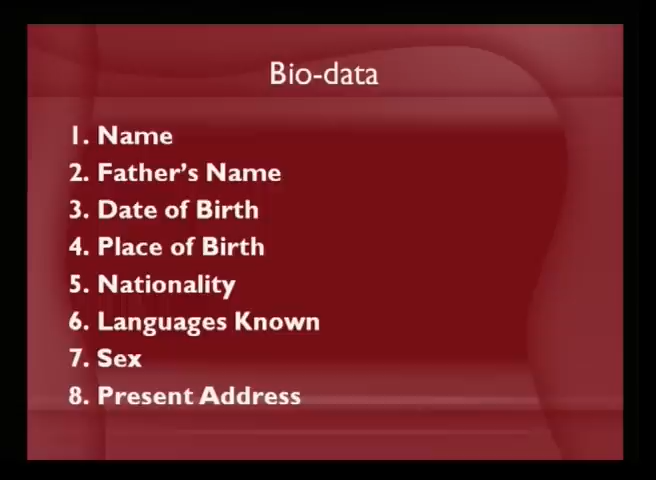 Bio-data
1. Name
2. Father's Name
3. Date of Birth
4. Place of Birth
5. Nationality
6. Languages Known
7. Sex
8. Present Address